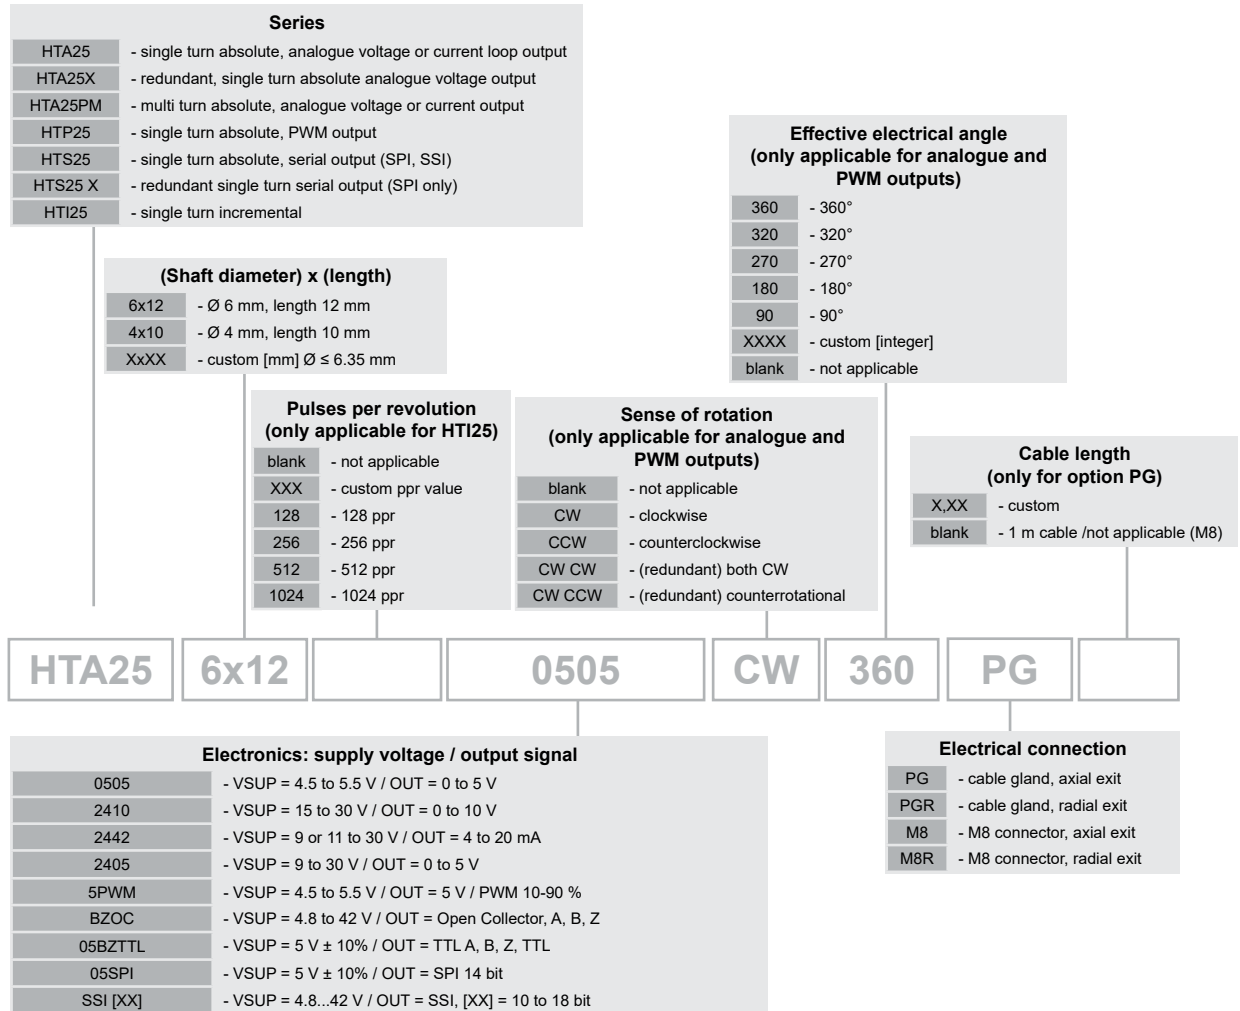 Series
HTA25 - single turn absolute, analogue voltage or current loop output
HTA25X - redundant, single turn absolute analogue voltage output
HTA25PM - multi turn absolute, analogue voltage or current output
HTP25 - single turn absolute, PWM output
HTS25 - single turn absolute, serial output (SPI, SSI)
HTS25 X - redundant single turn serial output (SPI only)
HTI25 - single turn incremental
Effective electrical angle
(only applicable for analogue and
PWM outputs)
360 - 360°
320 - 320°
270 - 270°
180 - 180°
90 - 90°
XXXX - custom [integer]
blank - not applicable
(Shaft diameter) x (length)
6x12 - Ø 6 mm, length 12 mm
4x10 - Ø 4 mm, length 10 mm
XxXX - custom [mm] Ø ≤ 6.35 mm
Pulses per revolution
(only applicable for HTI25)
blank - not applicable
XXX - custom ppr value
128 - 128 ppr
256 - 256 ppr
512 - 512 ppr
1024 - 1024 ppr
Sense of rotation
(only applicable for analogue and
PWM outputs)
blank - not applicable
CW - clockwise
CCW - counterclockwise
CW CW - (redundant) both CW
CW CCW - (redundant) counterrotational
Cable length
(only for option PG)
X,XX - custom
blank - 1 m cable /not applicable (M8)
HTA25 6x12 0505 CW 360 PG
Electronics: supply voltage / output signal
0505 - VSUP = 4.5 to 5.5 V / OUT = 0 to 5 V
2410 - VSUP = 15 to 30 V / OUT = 0 to 10 V
2442 - VSUP = 9 or 11 to 30 V / OUT = 4 to 20 mA
2405 - VSUP = 9 to 30 V / OUT = 0 to 5 V
5PWM - VSUP = 4.5 to 5.5 V / OUT = 5 V / PWM 10-90 %
BZOC - VSUP = 4.8 to 42 V / OUT = Open Collector, A, B, Z
05BZTTL - VSUP = 5 V ± 10% / OUT = TTL A, B, Z, TTL
05SPI - VSUP = 5 V ± 10% / OUT = SPI 14 bit
SSI [XX] - VSUP = 4.8...42 V / OUT = SSI, [XX] = 10 to 18 bit
Electrical connection
PG - cable gland, axial exit
PGR - cable gland, radial exit
M8 - M8 connector, axial exit
M8R - M8 connector, radial exit